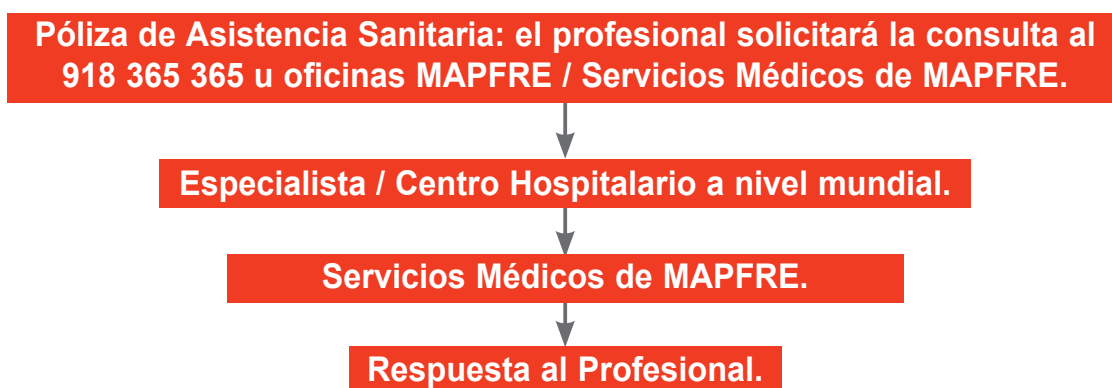 Póliza de Asistencia Sanitaria: el profesional solicitará la consulta al
918 365 365 u oficinas MAPFRE / Servicios Médicos de MAPFRE.
Especialista / Centro Hospitalario a nivel mundial.
Servicios Médicos de MAPFRE.
Respuesta al Profesional.